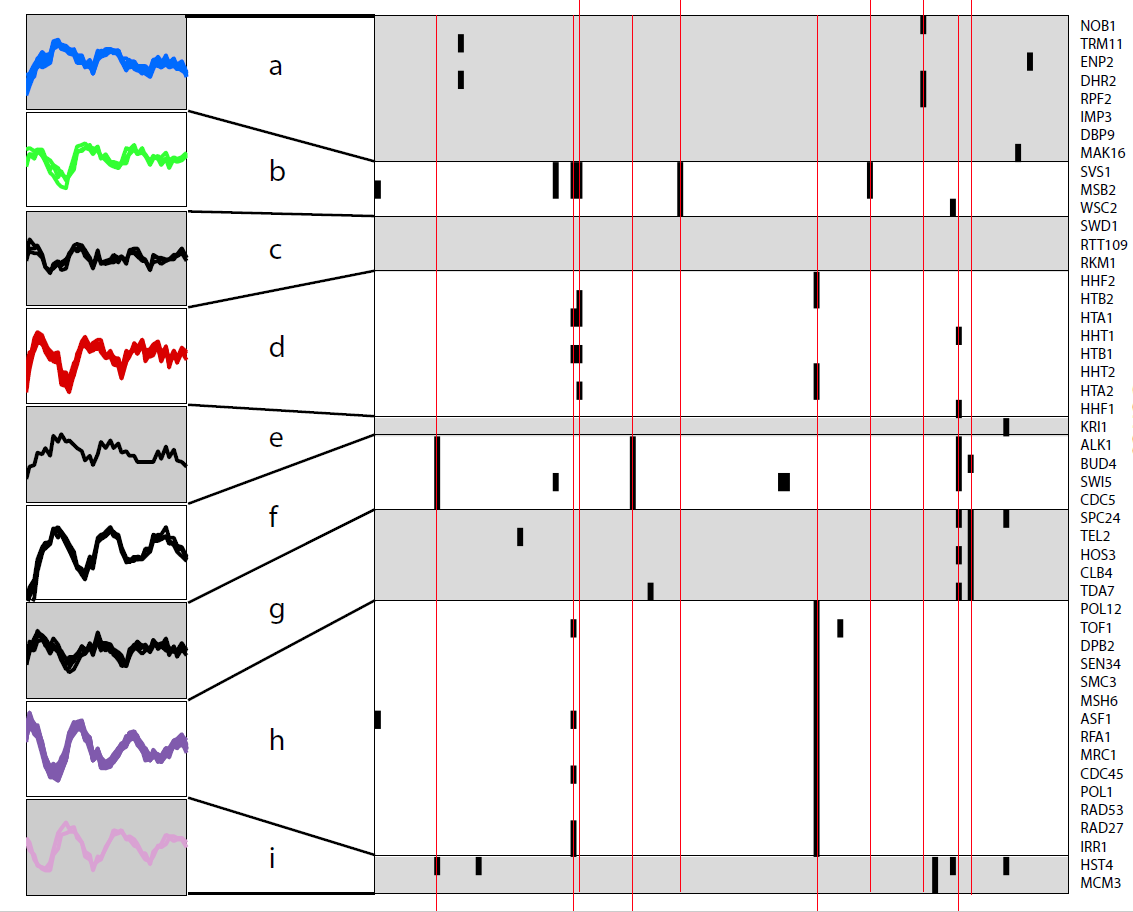 a
b
c
d
e
f
g
h
i
NOB1
TRM11
ENP2
DHR2
RPF2
IMP3
DBP9
MAK16
SVS1
MSB2
WSC2
SWD1
RTT109
RKM1
HHF2
HTB2
HTA1
HHT1
HTB1
HHT2
HTA2
HHF1
KRI1
ALK1
BUD4
SWI5
CDC5
SPC24
TEL2
HOS3
CLB4
TDA7
POL12
TOF1
DPB2
SEN34
SMC3
MSH6
ASF1
RFA1
MRC1
CDC45
POL1
RAD53
RAD27
IRR1
HST4
MCM3